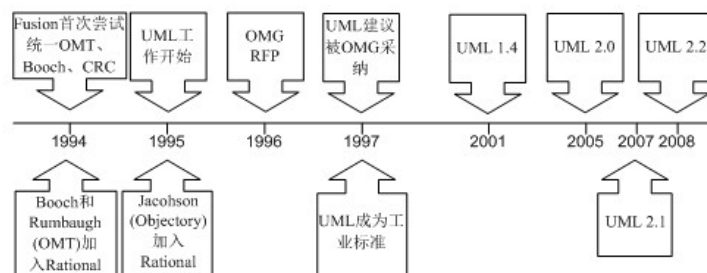 Fusion首次尝试
统一OMT、
Booch、CRC
UML工
作开始
OMG
RFP
UML建议
被OMG采
纳
UML 1.4
UML 2.0
UML 2.2
1994
1995
1996
1997
2001
2005
2007
2008
Booch和
Rumbaugh
(OMT)加
入Rational
Jacohson
(Objectory)
加入
Rational
UML成为工
业标准
UML 2.1